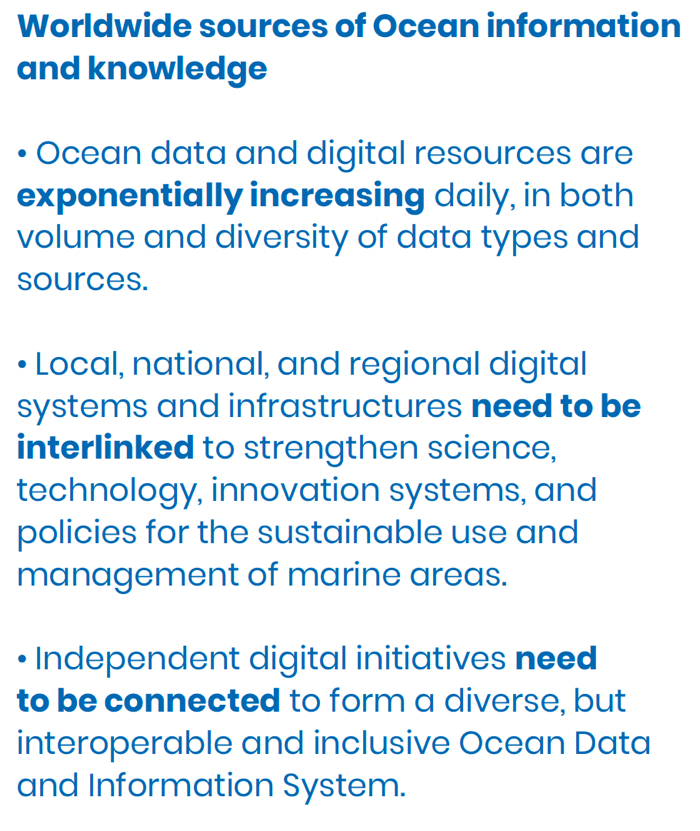 Worldwide sources of Ocean information
and knowledge
• Ocean data and digital resources are
exponentially increasing daily, in both
volume and diversity of data types and
sources.
• Local, national, and regional digital
systems and infrastructures need to be
interlinked to strengthen science,
technology, innovation systems, and
policies for the sustainable use and
management of marine areas.
• Independent digital initiatives need
to be connected to form a diverse, but
interoperable and inclusive Ocean Data
and Information System.